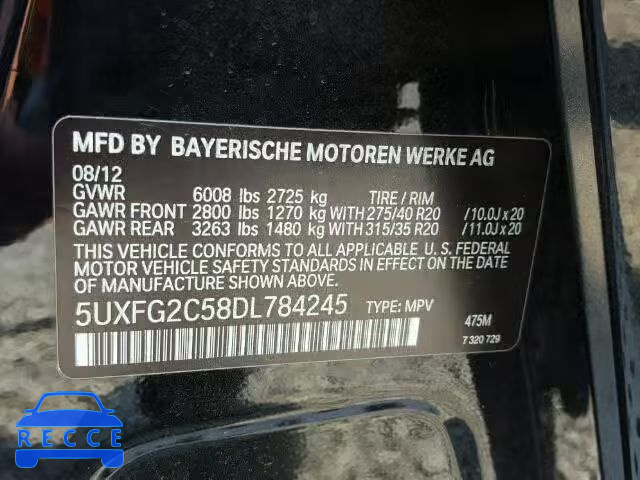 MFD BY BAYERISCHE MOTOREN WERKE AG
08/12
GVWR 6008 lbs 2725 kg TIRE / RIM
GAWR FRONT 2800 lbs 1270 kg WITH 275/40 R20 /10.0J x 20
GAWR REAR 3263 lbs 1480 kg WITH 315/35 R20 /11.0J x 20
THIS VEHICLE CONFORMS TO ALL APPLICABLE U. S. FEDERAL
MOTOR VEHICLE SAFETY STANDARDS IN EFFECT ON THE DATE
OF MANUFACTURE SHOWN ABOVE.
5UXFG2C58DL784245 TYPE: MPV 475M
7 320 729